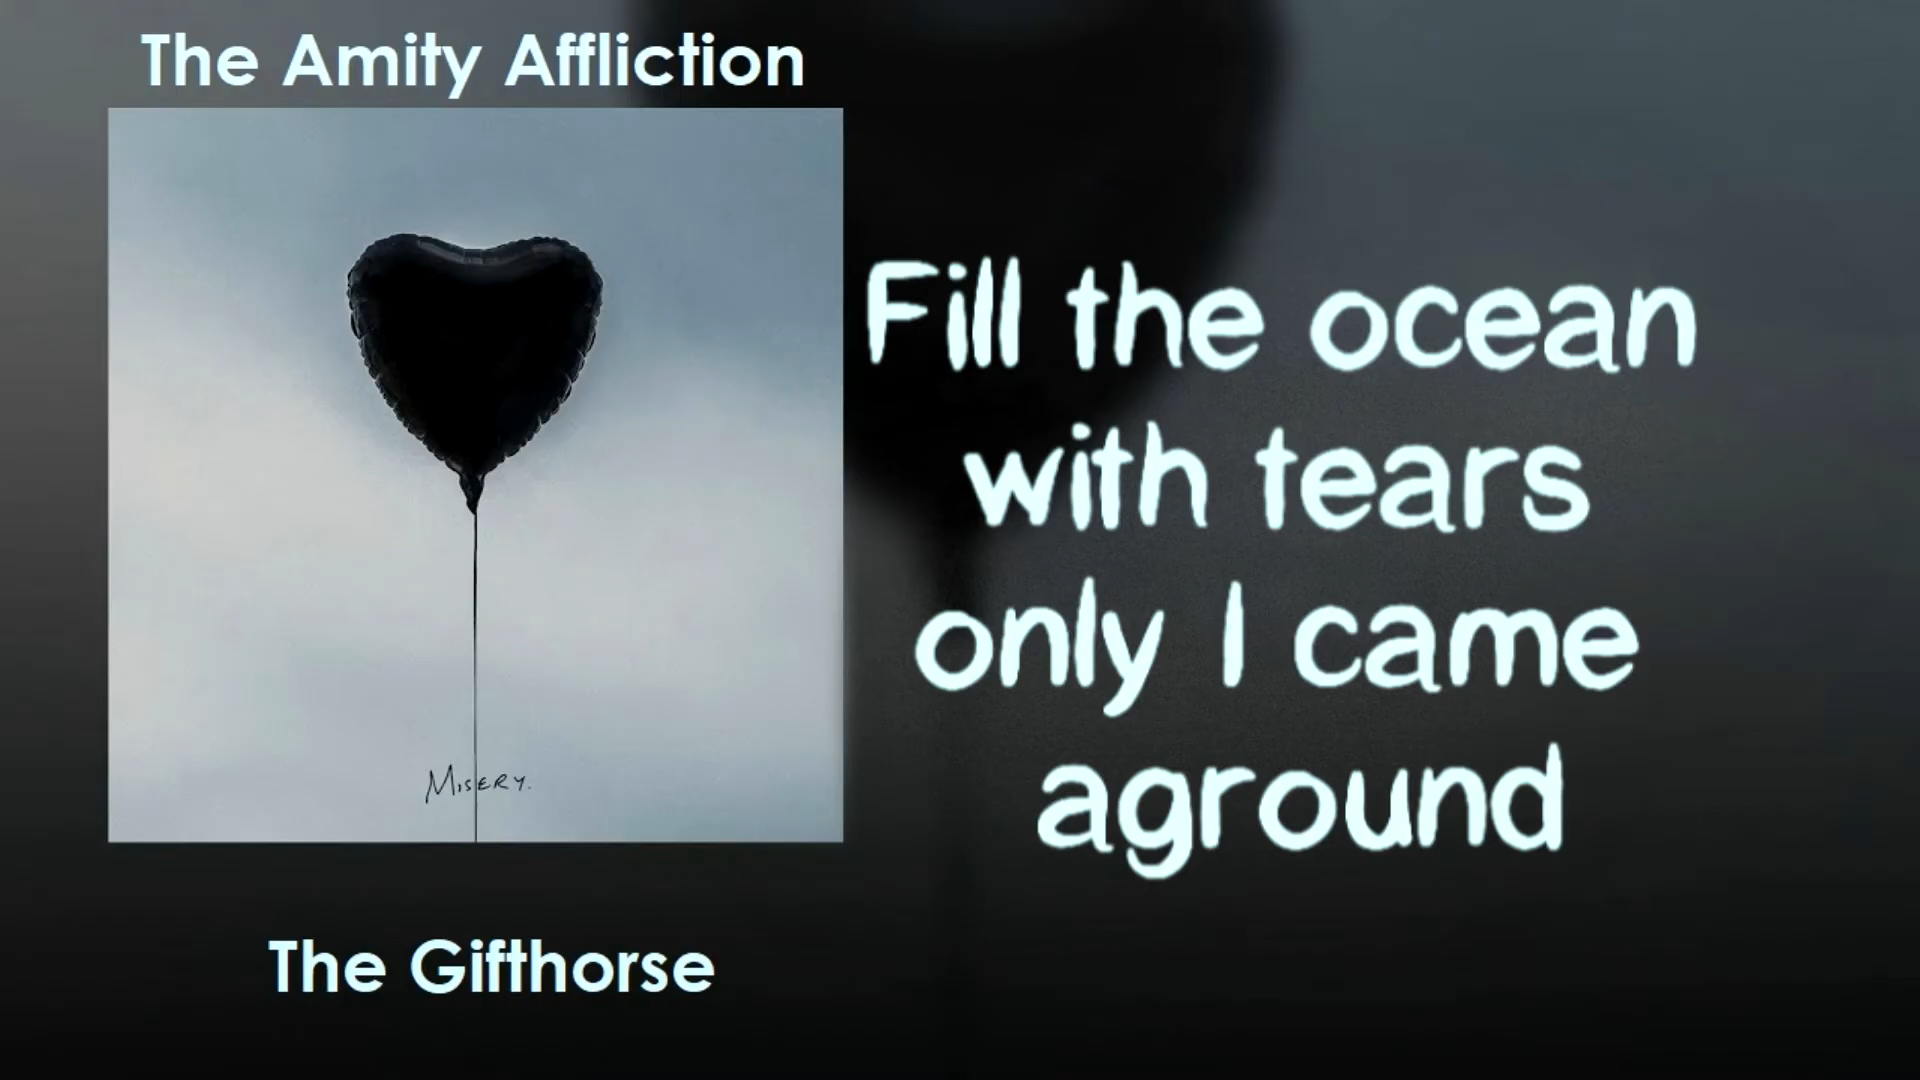 The Amity Affliction
Misery.
The Gifthorse
Fill the ocean
with tears
only I came
aground